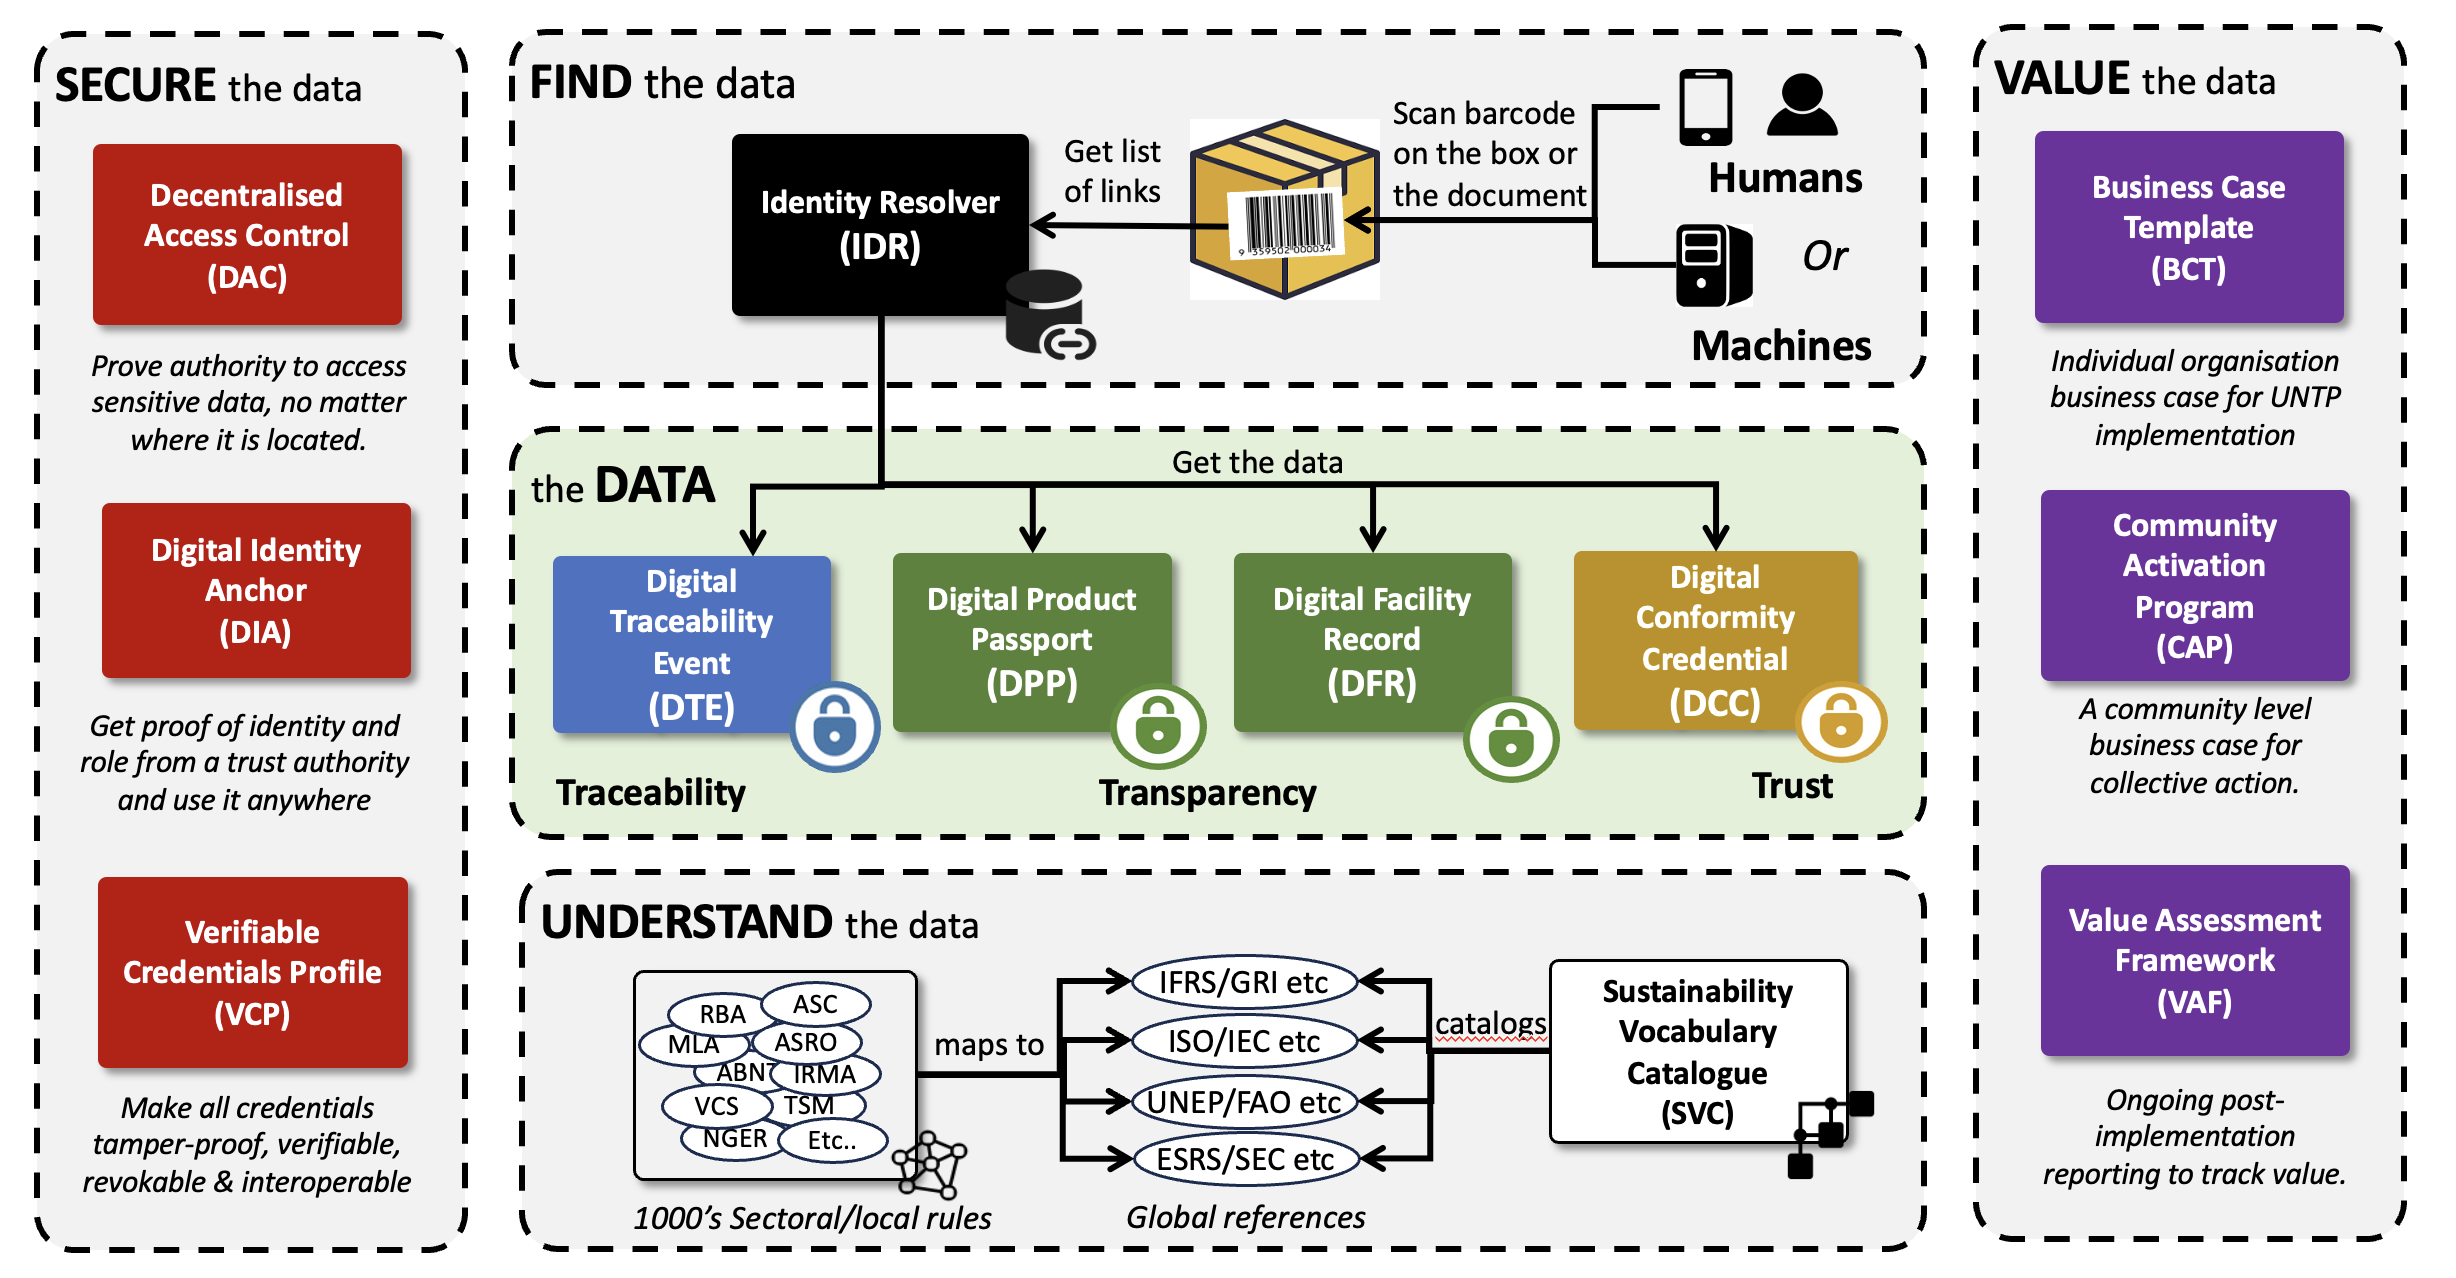 SECURE the data
Decentralised
Access Control
(DAC)
Prove authority to access
sensitive data, no matter
where it is located.
Digital Identity
Anchor
(DIA)
Get proof of identity and
role from a trust authority
and use it anywhere
Verifiable
Credentials Profile
(VCP)
Make all credentials
tamper-proof, verifiable,
revokable & interoperable
FIND the data
Identity Resolver
(IDR)
Get list
of links
9 359502 000034
Scan barcode
on the box or
the document
Humans
Or
Machines
the DATA
Get the data
Digital
Traceability
Event
(DTE)
Digital Product
Passport
(DPP)
Digital Facility
Record
(DFR)
Digital
Conformity
Credential
(DCC)
Traceability
Transparency
Trust
UNDERSTAND the data
RBA
ASC
MLA
ASRO
ABNT
IRMA
VCS
TSM
NGER
Etc..
1000's Sectoral/local rules
maps to
IFRS/GRI etc
ISO/IEC etc
UNEP/FAO etc
ESRS/SEC etc
Global references
catalogs
Sustainability
Vocabulary
Catalogue
(SVC)
VALUE the data
Business Case
Template
(BCT)
Individual organisation
business case for UNTP
implementation
Community
Activation
Program
(CAP)
A community level
business case for
collective action.
Value Assessment
Framework
(VAF)
Ongoing post-
implementation
reporting to track value.